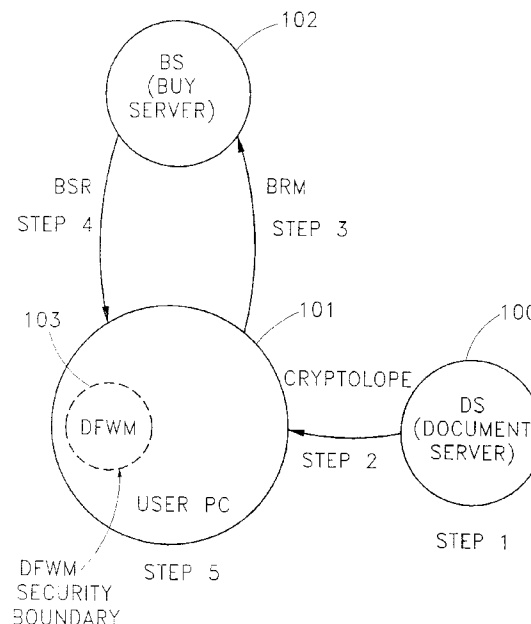 102
BS
(BUY
SERVER)
BSR
BRM
STEP 4
STEP 3
103
101
100
CRYPTOLOPE
DS
(DOCUMENT
SERVER)
DFWM
STEP 2
USER PC
STEP 1
DFWM
SECURITY
BOUNDARY
STEP 5